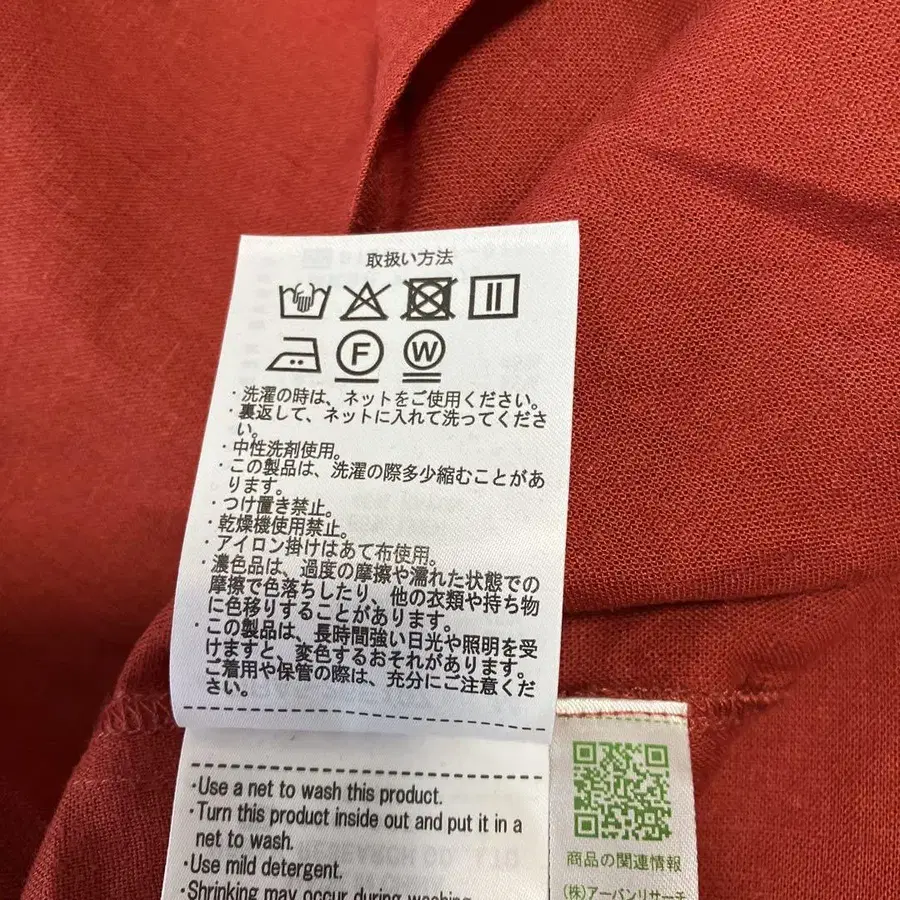 取扱い方法
F
W
・洗濯の時は、ネットをご使用ください。
・裏返して、ネットに入れて洗ってくださ
い。
・中性洗剤使用。
・この製品は、洗濯の際多少縮むことがあ
ります。
・つけ置き禁止。
・乾燥機使用禁止。
・アイロン掛けはあて布使用。
・濃色品は、過度の摩擦や濡れた状態での
摩擦で色落ちしたり、他の衣類や持ち物
に色移りすることがあります。
・この製品は、長時間強い日光や照明を受
けますと、変色するおそれがあります。
ご着用や保管の際は、充分にご注意くだ
さい。
・Use a net to wash this product.
・Turn this product inside out and put it in a
net to wash.
・Use mild detergent.
・Shrinking may occur during washing.
商品の関連情報
(株)アーバンリサーチ